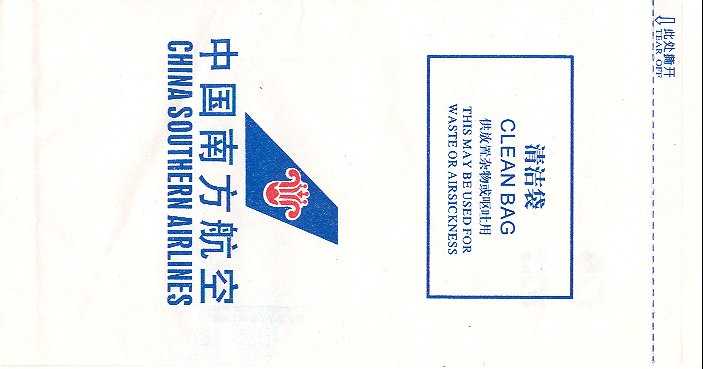 此处撕开
TEAR OFF
清洁袋
CLEAN BAG
供放置杂物或呕吐用
THIS MAY BE USED FOR
WASTE OR AIRSICKNESS
中国南方航空
CHINA SOUTHERN AIRLINES